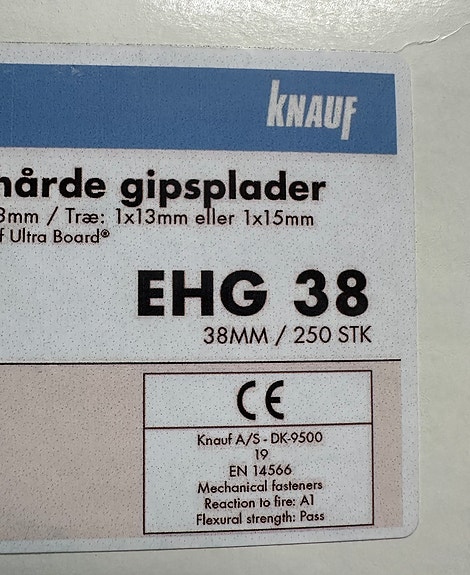 KNAUF
hårde gipsplader
3mm / Træ: 1x13mm eller 1x15mm
f Ultra Board®
EHG 38
38MM / 250 STK
CE
Knauf A/S - DK-9500
19
EN 14566
Mechanical fasteners
Reaction to fire: A1
Flexural strength: Pass